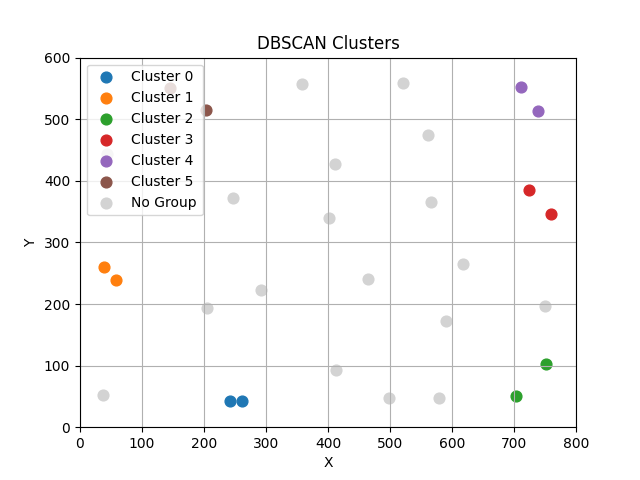 DBSCAN Clusters
600
500
400
300
200
100
0
Y
Cluster 0
Cluster 1
Cluster 2
Cluster 3
Cluster 4
Cluster 5
No Group
0 100 200 300 400 500 600 700 800
X